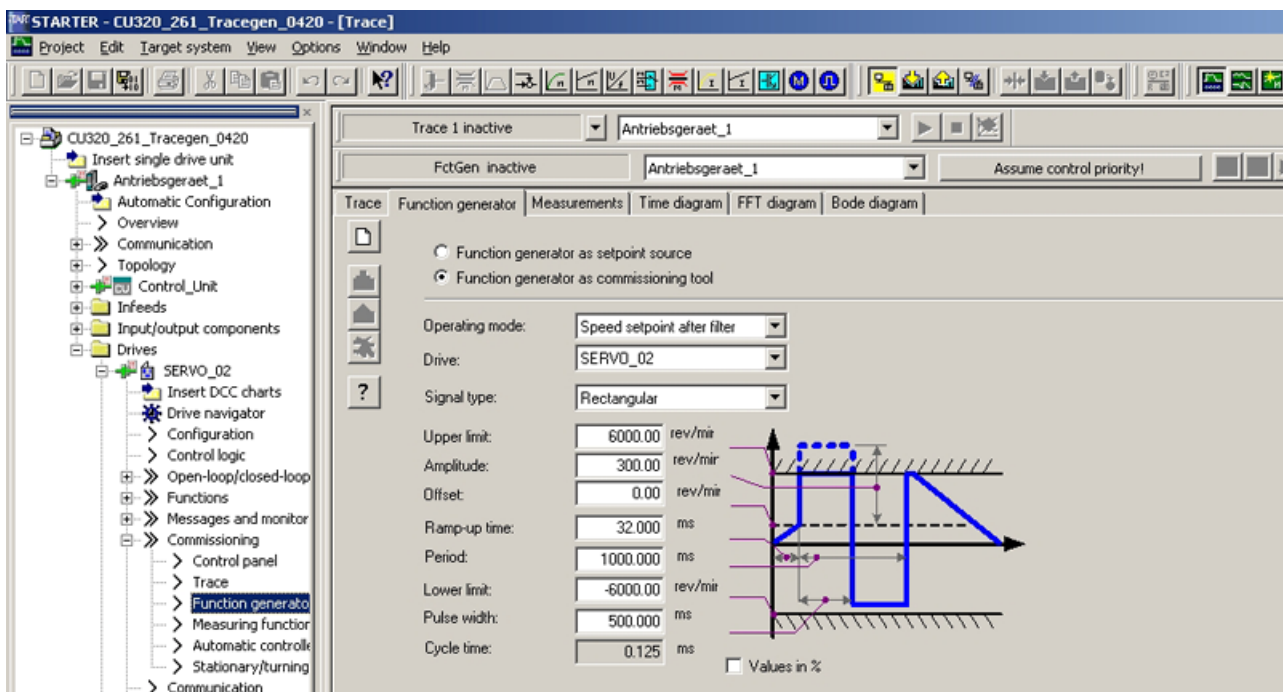 STARTER - CU320_261_Tracegen_0420 - [Trace]
Project Edit Target system View Options Window Help
CU320_261_Tracegen_0420
Insert single drive unit
Antriebsgeraet_1
Automatic Configuration
Overview
Communication
Topology
Control_Unit
Infeeds
Input/output components
Drives
SERVO_02
Insert DCC charts
Drive navigator
Configuration
Control logic
Open-loop/closed-loop
Functions
Messages and monitor
Commissioning
Control panel
Trace
Function generato
Measuring function
Automatic controlle
Stationary/turning
Communication
Trace 1 inactive Antriebsgeraet_1
FctGen inactive Antriebsgeraet_1 Assume control priority!
Trace Function generator Measurements Time diagram FFT diagram Bode diagram
Function generator as setpoint source
Function generator as commissioning tool
Operating mode: Speed setpoint after filter
Drive: SERVO_02
Signal type: Rectangular
Upper limit: 6000.00 rev/mir
Amplitude: 300.00 rev/mir
Offset: 0.00 rev/mir
Ramp-up time: 32.000 ms
Period: 1000.000 ms
Lower limit: -6000.00 rev/mir
Pulse width: 500.000 ms
Cycle time: 0.125 ms
Values in %